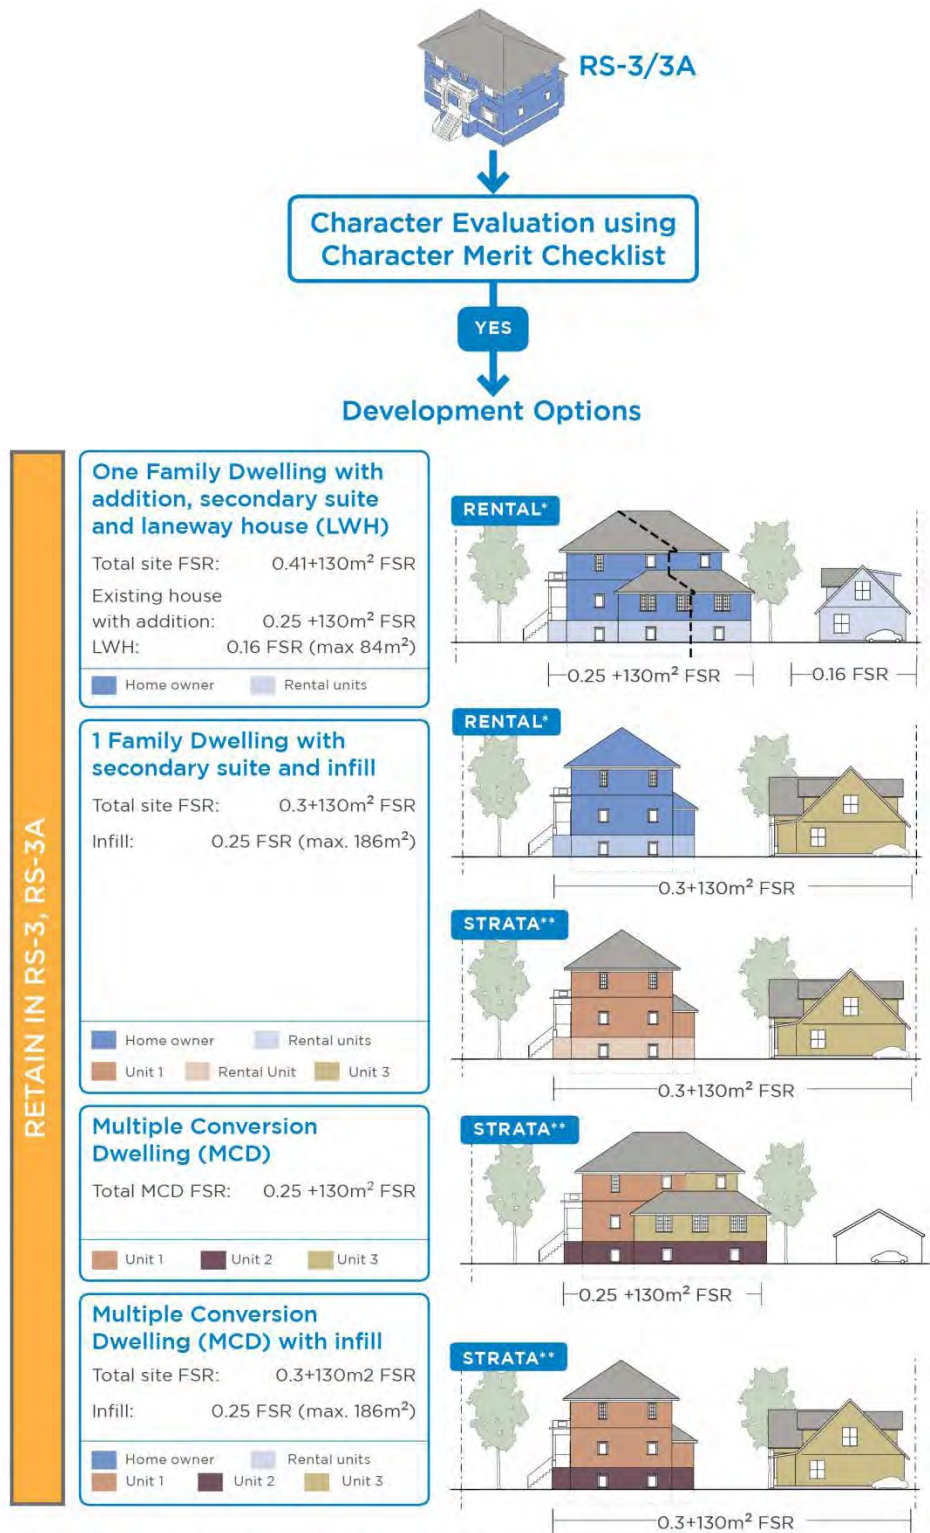 RS-3/3A
Character Evaluation using
Character Merit Checklist
YES
Development Options
RETAIN IN RS-3, RS-3A
One Family Dwelling with
addition, secondary suite
and laneway house (LWH)
Total site FSR: 0.41+130m² FSR
Existing house
with addition: 0.25 +130m² FSR
LWH: 0.16 FSR (max 84m²)
Home owner Rental units
RENTAL*
0.25 +130m² FSR 0.16 FSR
1 Family Dwelling with
secondary suite and infill
Total site FSR: 0.3+130m² FSR
Infill: 0.25 FSR (max. 186m²)
Home owner Rental units
Unit 1 Rental Unit Unit 3
RENTAL*
0.3+130m² FSR
STRATA**
0.3+130m² FSR
Multiple Conversion
Dwelling (MCD)
Total MCD FSR: 0.25 +130m² FSR
Unit 1 Unit 2 Unit 3
STRATA**
0.25 +130m² FSR
Multiple Conversion
Dwelling (MCD) with infill
Total site FSR: 0.3+130m2 FSR
Infill: 0.25 FSR (max. 186m²)
Home owner Rental units
Unit 1 Unit 2 Unit 3
STRATA**
0.3+130m² FSR